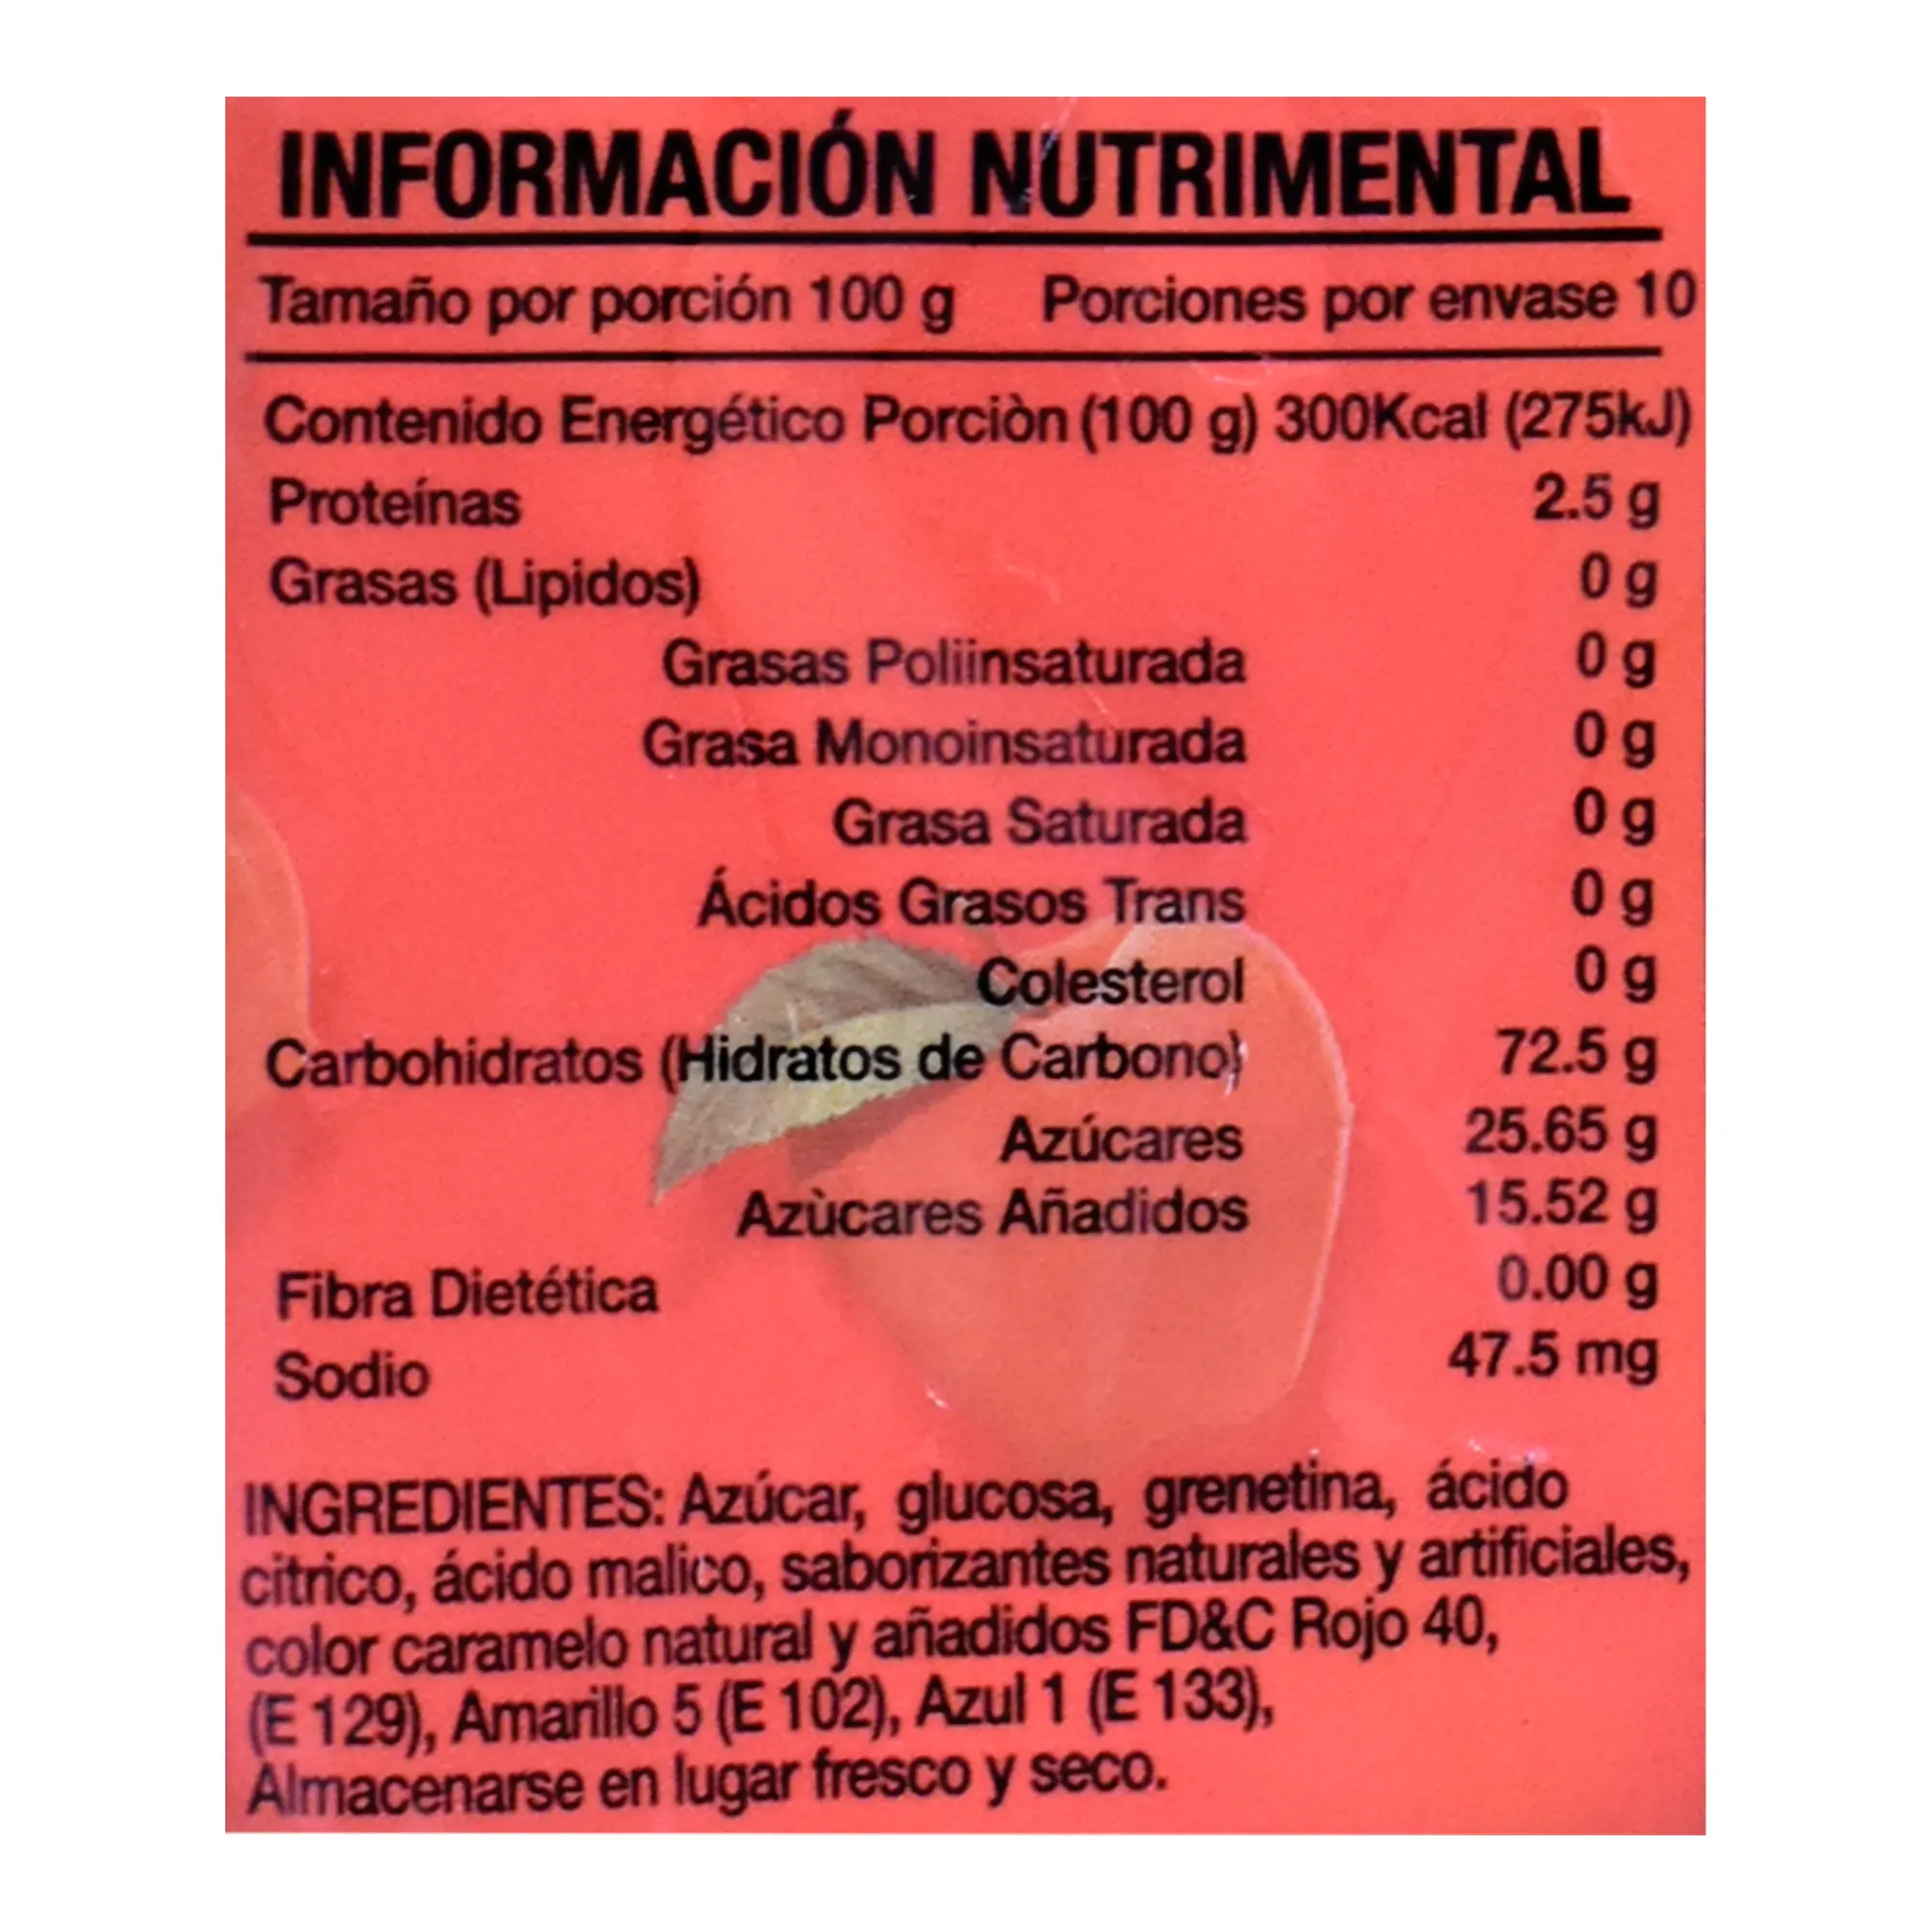 INFORMACIÓN NUTRIMENTAL
Tamaño por porción 100 g Porciones por envase 10
Contenido Energético Porciòn (100 g) 300Kcal (275kJ)
Proteínas 2.5 g
Grasas (Lipidos) 0 g
Grasas Poliinsaturada 0 g
Grasa Monoinsaturada 0 g
Grasa Saturada 0 g
Ácidos Grasos Trans 0 g
Colesterol 0 g
Carbohidratos (Hidratos de Carbono) 72.5 g
Azúcares 25.65 g
Azùcares Añadidos 15.52 g
Fibra Dietética 0.00 g
Sodio 47.5 mg
INGREDIENTES: Azúcar, glucosa, grenetina, ácido
citrico, ácido malico, saborizantes naturales y artificiales,
color caramelo natural y añadidos FD&C Rojo 40,
(E 129), Amarillo 5 (E 102), Azul 1 (E 133),
Almacenarse en lugar fresco y seco.